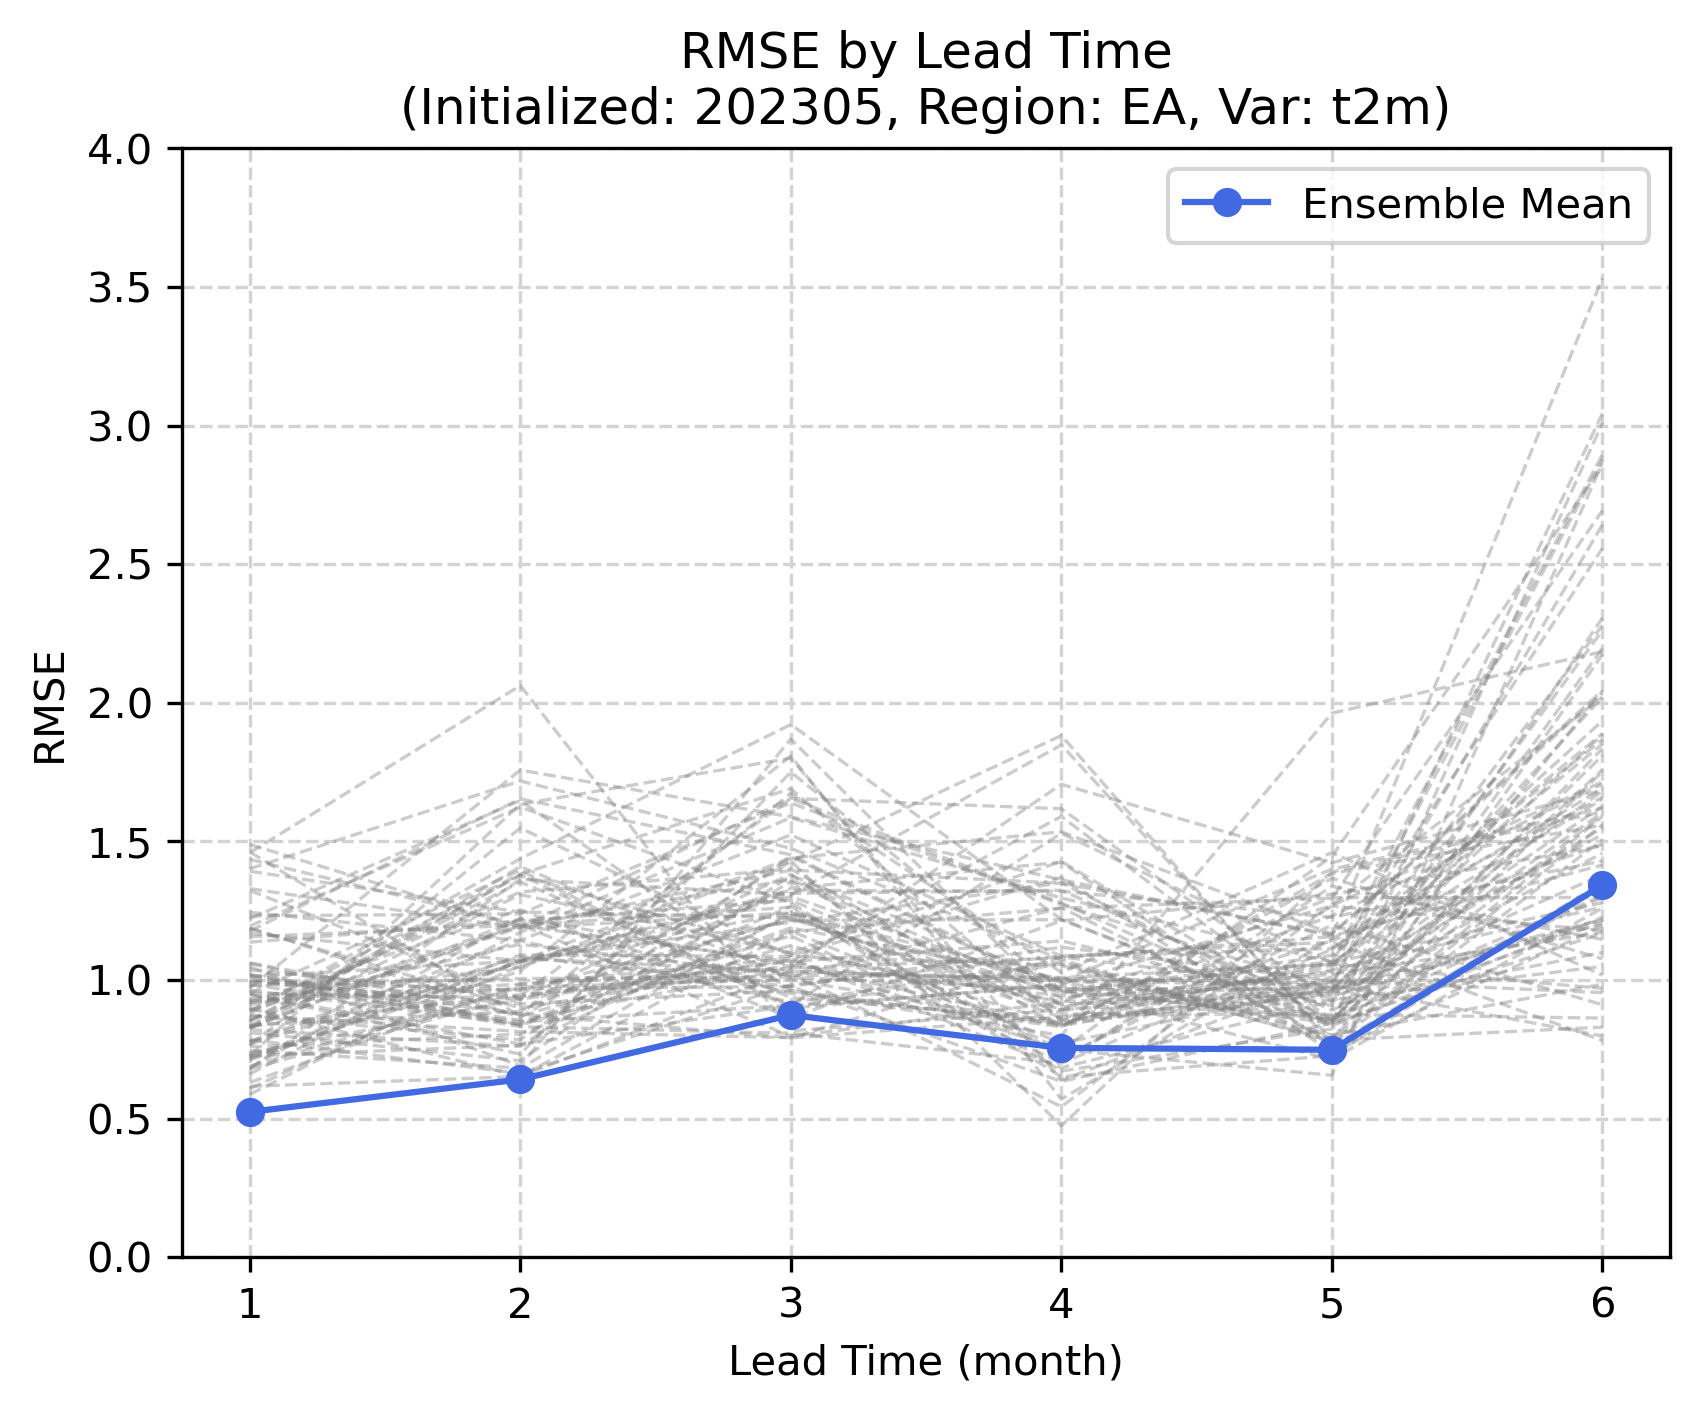 RMSE by Lead Time
(Initialized: 202305, Region: EA, Var: t2m)
Ensemble Mean
4.0
3.5
3.0
2.5
2.0
1.5
1.0
0.5
0.0
RMSE
1 2 3 4 5 6
Lead Time (month)